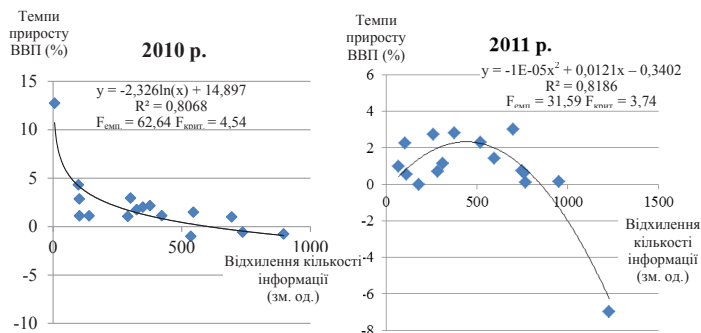 Темпи
приросту
ВВП (%)
2010 р.
15
10
5
0
-5
-10
y = -2,326ln(x) + 14,897
R² = 0,8068
Fемп. = 62,64 Fкрит. = 4,54
0
500
1000
Відхилення кількості
інформації
(зм. од.)
Темпи
приросту
ВВП (%)
2011 р.
6
4
2
0
-2
-4
-6
-8
y = -1E-05x² + 0,0121x – 0,3402
R² = 0,8186
Fемп = 31,59 Fкрит. = 3,74
0
500
1000
1500
Відхилення
кількості
інформації
(зм. од.)